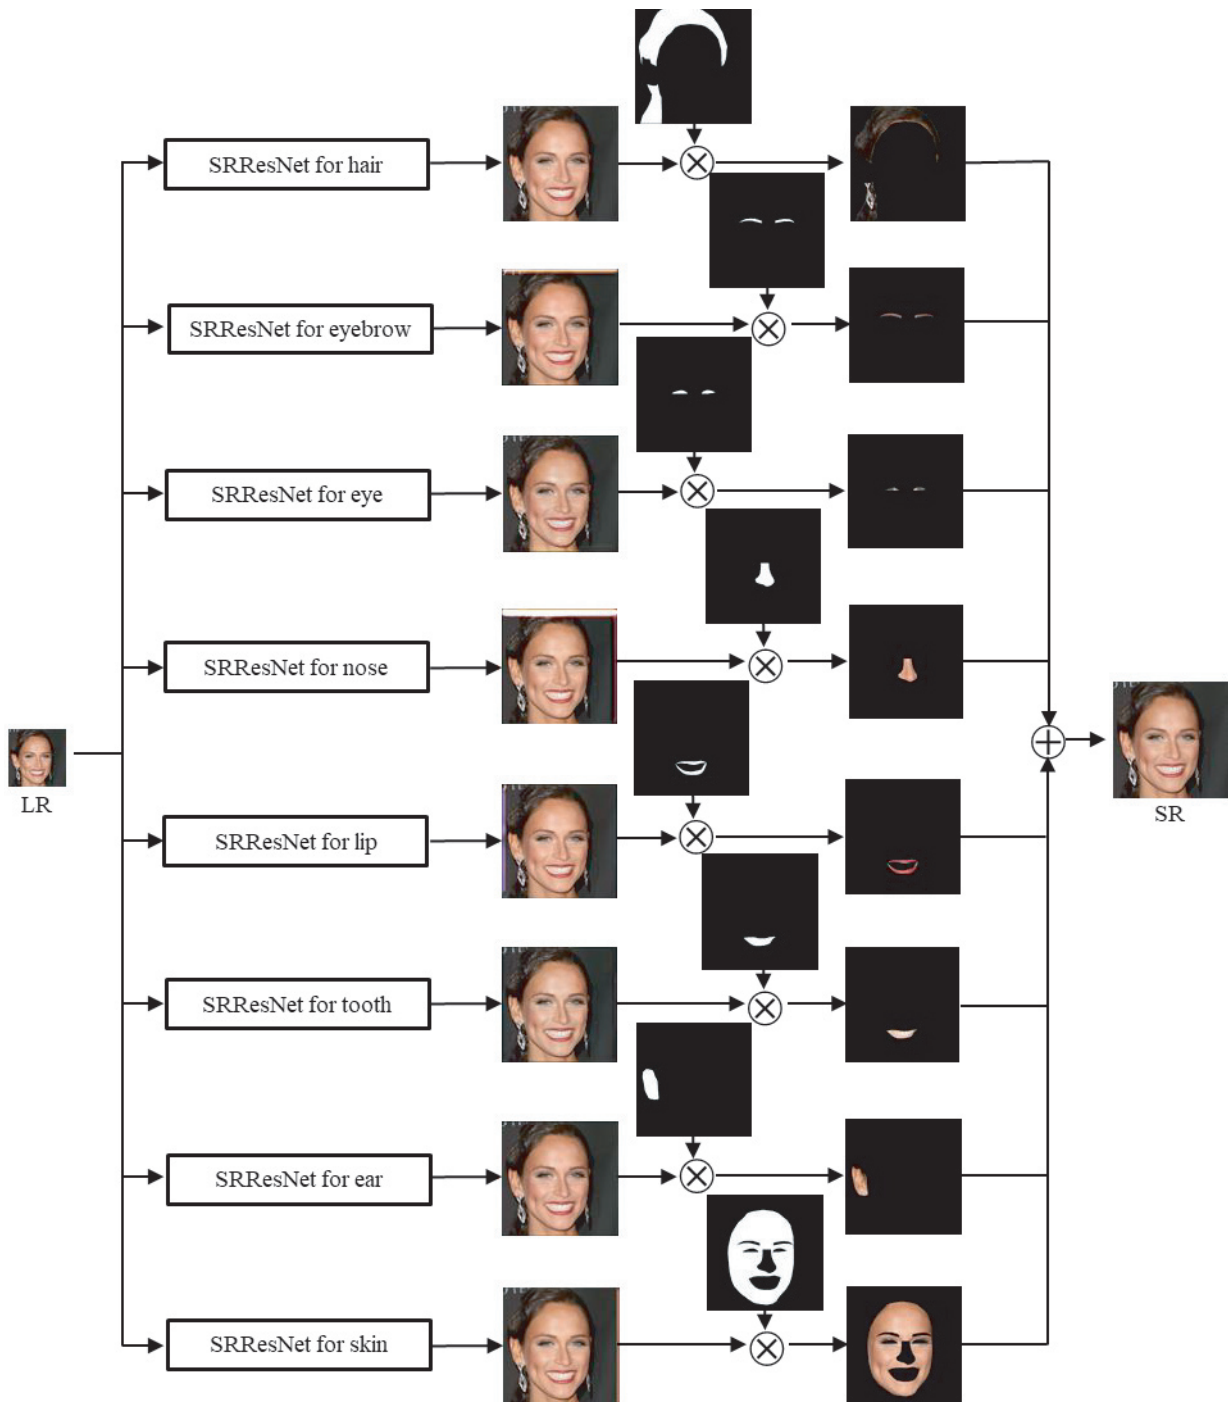 SRResNet for hair
SRResNet for eyebrow
SRResNet for eye
SRResNet for nose
LR
SR
SRResNet for lip
SRResNet for tooth
SRResNet for ear
SRResNet for skin